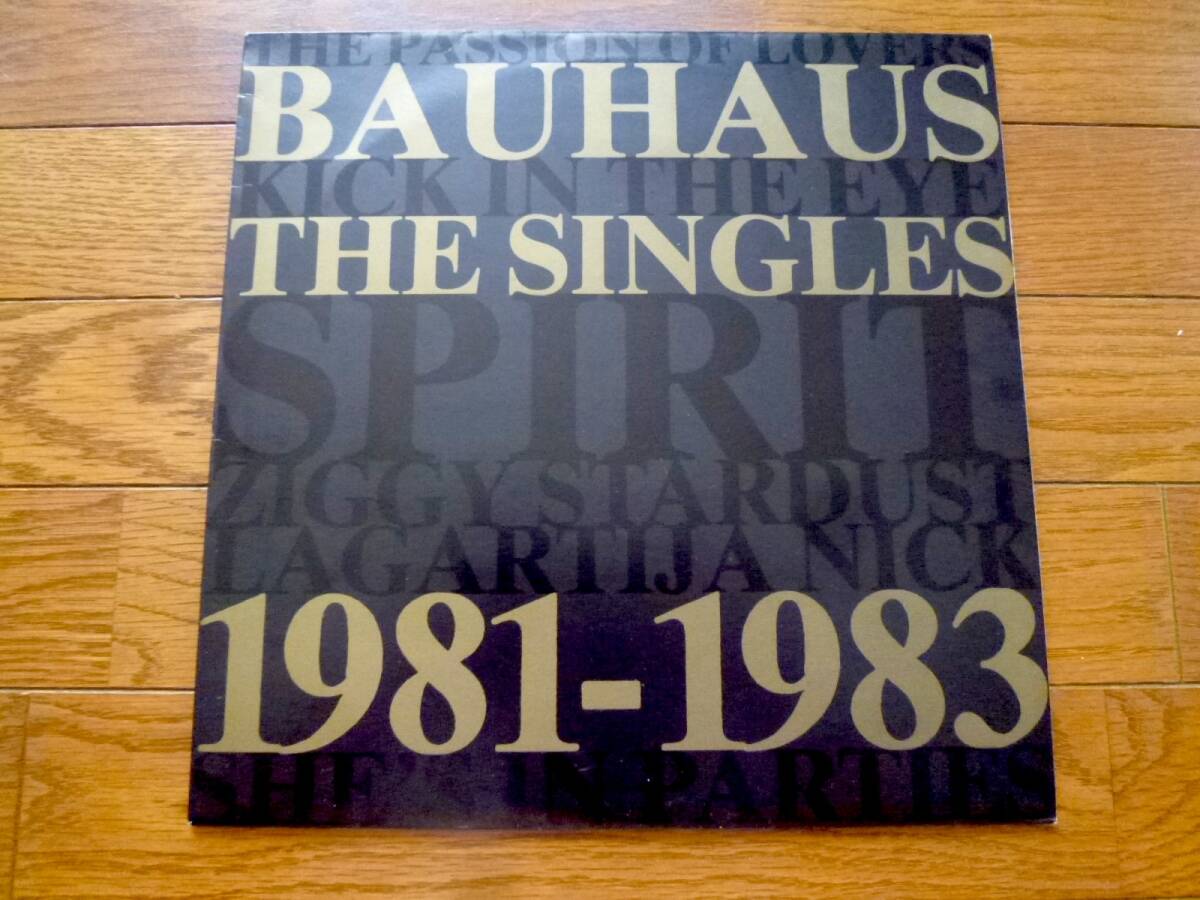 THE PASSION OF LOVERS
BAUHAUS
KICK IN THE EYE
THE SINGLES
SPIRIT
ZIGGY STARDUST
LAGARTIJA NICK
1981-1983
SHE'S IN PARTIES